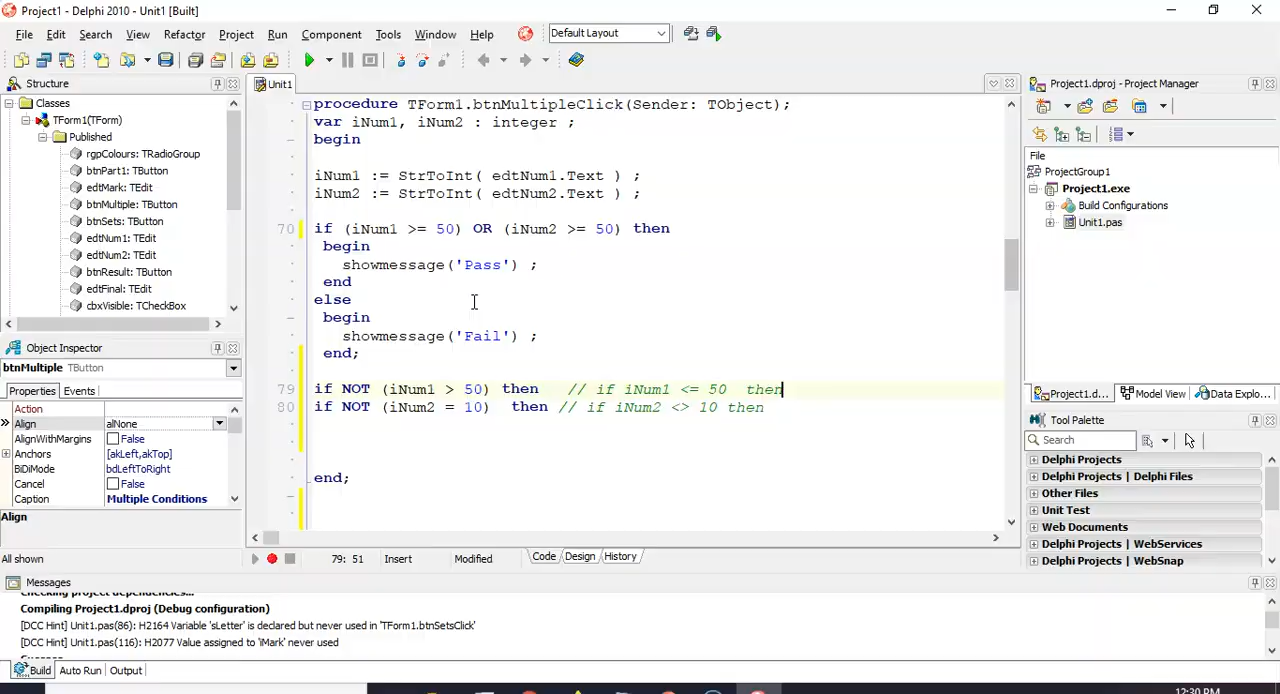 Project1 - Delphi 2010 - Unit1 [Built]
File Edit Search View Refactor Project Run Component Tools Window Help Default Layout
Structure
Unit1
Project1.dproj - Project Manager
Classes
TForm1(TForm)
Published
rgpColours: TRadioGroup
btnPart1: TButton
edtMark: TEdit
btnMultiple: TButton
btnSets: TButton
edtNum1: TEdit
edtNum2: TEdit
btnResult: TButton
edtFinal: TEdit
cbxVisible: TCheckBox
Object Inspector
btnMultiple TButton
Properties Events
Action
Align alNone
AlignWithMargins False
Anchors [akLeft,akTop]
BiDiMode bdLeftToRight
Cancel False
Caption Multiple Conditions
Align
All shown
procedure TForm1.btnMultipleClick(Sender: TObject);
var iNum1, iNum2 : integer ;
begin
iNum1 := StrToInt( edtNum1.Text ) ;
iNum2 := StrToInt( edtNum2.Text ) ;
70 if (iNum1 >= 50) OR (iNum2 >= 50) then
begin
showmessage('Pass') ;
end
else
begin
showmessage('Fail') ;
end;
79 if NOT (iNum1 > 50) then // if iNum1 <= 50 then
80 if NOT (iNum2 = 10) then // if iNum2 <> 10 then
end;
79: 51 Insert Modified Code Design History
File
ProjectGroup1
Project1.exe
Build Configurations
Unit1.pas
Project1.d... Model View Data Explo...
Tool Palette
Search
Delphi Projects
Delphi Projects | Delphi Files
Other Files
Unit Test
Web Documents
Delphi Projects | WebServices
Delphi Projects | WebSnap
Messages
Checking project dependencies...
Compiling Project1.dproj (Debug configuration)
[DCC Hint] Unit1.pas(86): H2164 Variable 'sLetter' is declared but never used in 'TForm1.btnSetsClick'
[DCC Hint] Unit1.pas(116): H2077 Value assigned to 'iMark' never used
Build Auto Run Output
12:30 PM